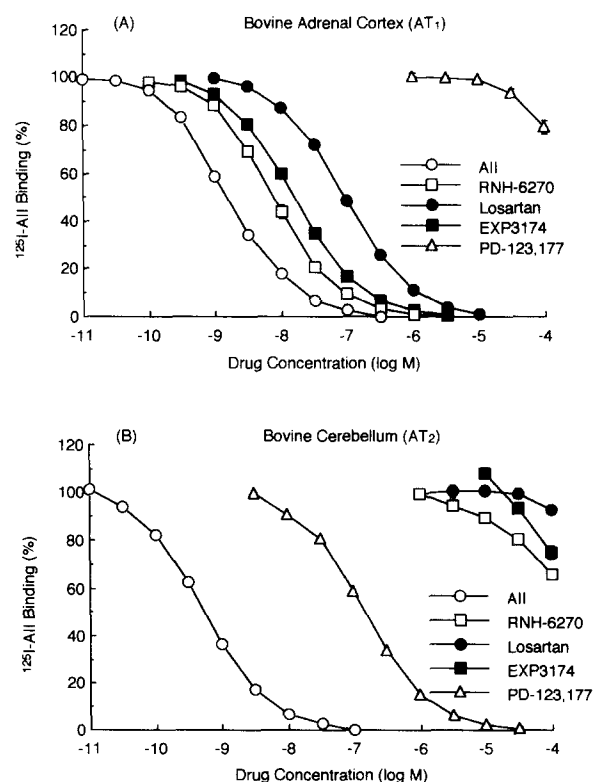 (A) Bovine Adrenal Cortex (AT1)
120
100
80
60
40
20
0
125I-AII Binding (%)
AII
RNH-6270
Losartan
EXP3174
PD-123,177
-11 -10 -9 -8 -7 -6 -5 -4
Drug Concentration (log M)
(B) Bovine Cerebellum (AT2)
120
100
80
60
40
20
0
125I-AII Binding (%)
AII
RNH-6270
Losartan
EXP3174
PD-123,177
-11 -10 -9 -8 -7 -6 -5 -4
Drug Concentration (log M)